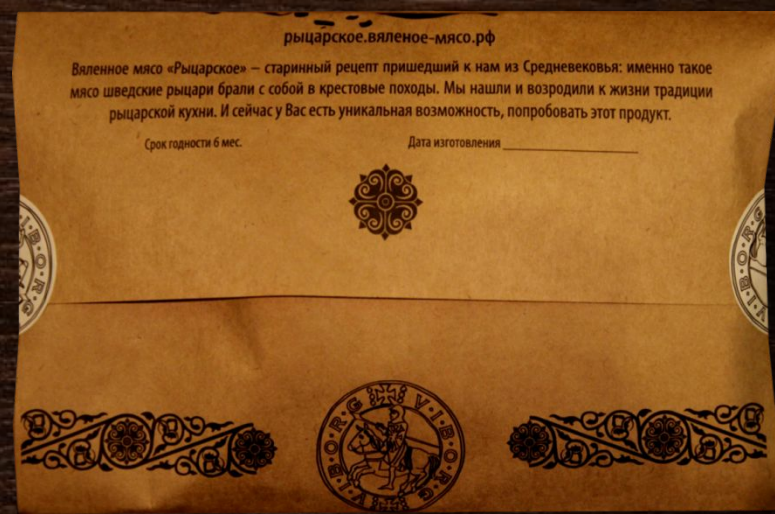 рыцарское.вяленое-мясо.рф
Вяленное мясо «Рыцарское» – старинный рецепт пришедший к нам из Средневековья: именно такое
мясо шведские рыцари брали с собой в крестовые походы. Мы нашли и возродили к жизни традиции
рыцарской кухни. И сейчас у Вас есть уникальная возможность, попробовать этот продукт.
Срок годности 6 мес. Дата изготовления
I·B·O·R·G
V·I·B·O·R·G
V·I·B·O·R·G V·I·B·O·R·G